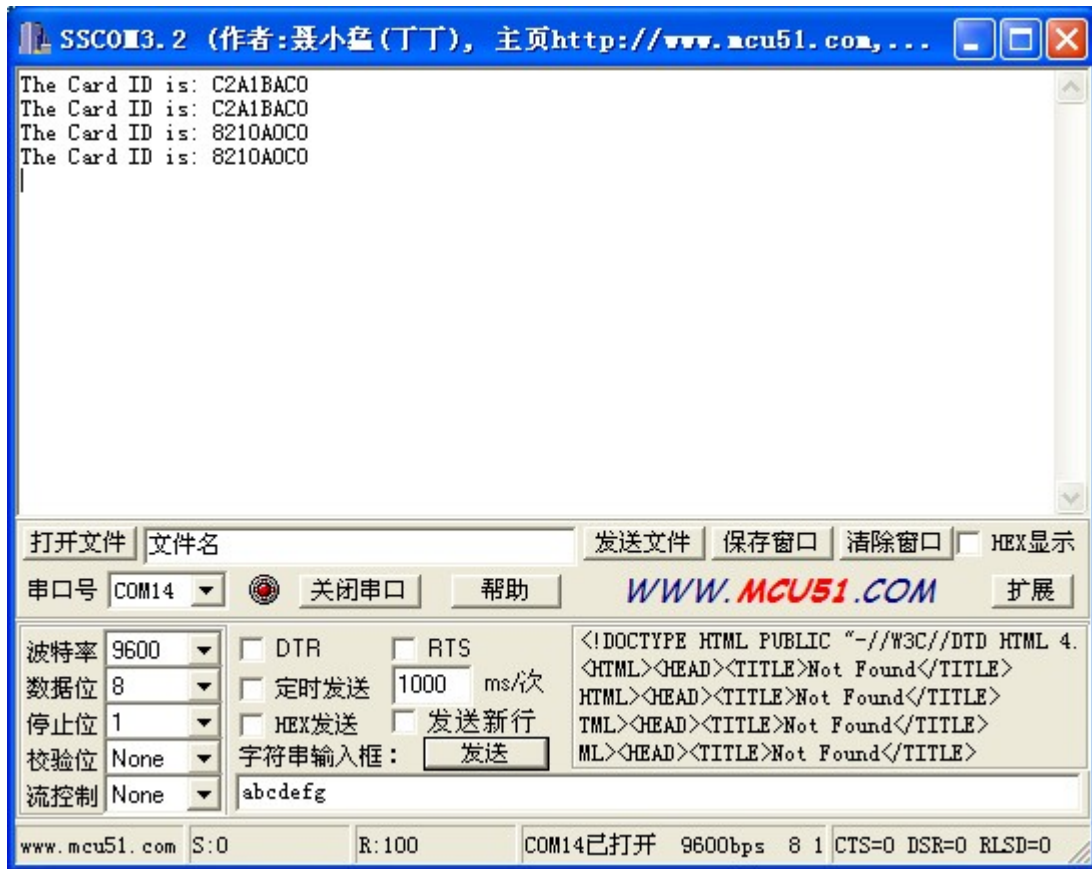 SSCOM3.2 (作者:聂小猛(丁丁), 主页http://www.mcu51.com,...
The Card ID is: C2A1BAC0
The Card ID is: C2A1BAC0
The Card ID is: 8210A0C0
The Card ID is: 8210A0C0
打开文件 文件名 发送文件 保存窗口 清除窗口 HEX显示
串口号 COM14 关闭串口 帮助 WWW.MCU51.COM 扩展
波特率 9600 DTR RTS <!DOCTYPE HTML PUBLIC "-//W3C//DTD HTML 4.
<HTML><HEAD><TITLE>Not Found</TITLE>
数据位 8 定时发送 1000 ms/次 HTML><HEAD><TITLE>Not Found</TITLE>
停止位 1 HEX发送 发送新行 TML><HEAD><TITLE>Not Found</TITLE>
校验位 None 字符串输入框: 发送 ML><HEAD><TITLE>Not Found</TITLE>
流控制 None abcdefg
www.mcu51.com S:0 R:100 COM14已打开 9600bps 8 1 CTS=0 DSR=0 RLSD=0